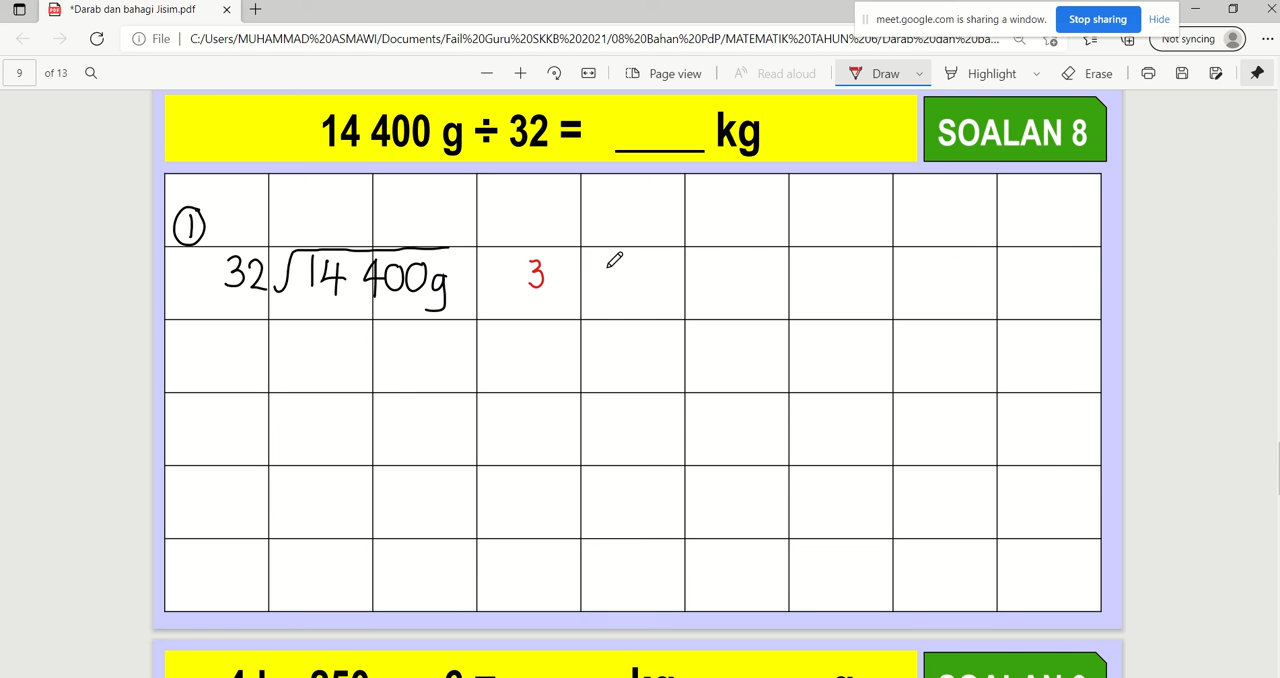 *Darab dan bahagi Jisim.pdf
meet.google.com is sharing a window. Stop sharing Hide
File C:/Users/MUHAMMAD%20ASMAWI/Documents/Fail%20Guru%20SKKB%202021/08%20Bahan%20PdP/MATEMATIK%20TAHUN%206/Darab%20dan%20ba... Not syncing
9 of 13 Page view Read aloud Draw Highlight Erase
14 400 g ÷ 32 = _____ kg SOALAN 8
1
32 14 400g 3